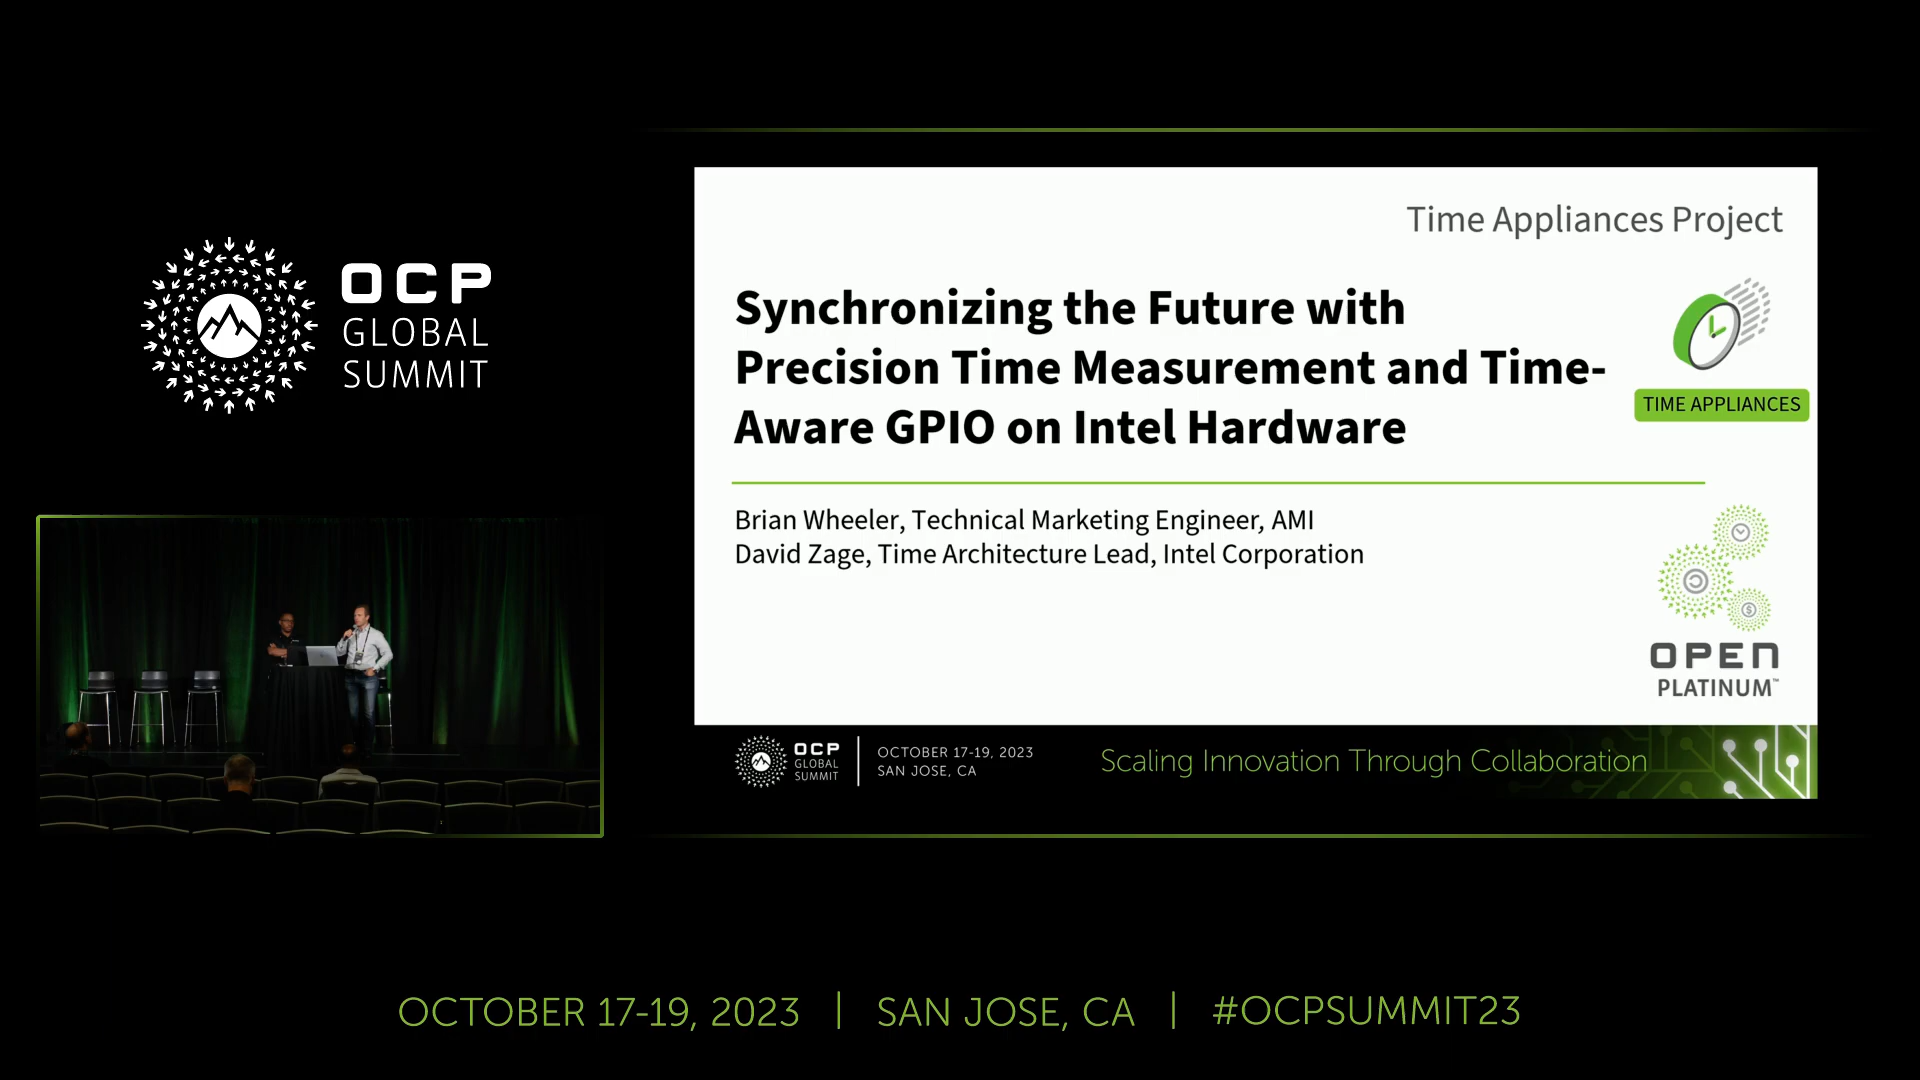 OCP
GLOBAL
SUMMIT
Time Appliances Project
Synchronizing the Future with
Precision Time Measurement and Time-
Aware GPIO on Intel Hardware
TIME APPLIANCES
Brian Wheeler, Technical Marketing Engineer, AMI
David Zage, Time Architecture Lead, Intel Corporation
OPEN
PLATINUM™
OCP
GLOBAL
SUMMIT
OCTOBER 17-19, 2023
SAN JOSE, CA
Scaling Innovation Through Collaboration
OCTOBER 17-19, 2023 | SAN JOSE, CA | #OCPSUMMIT23